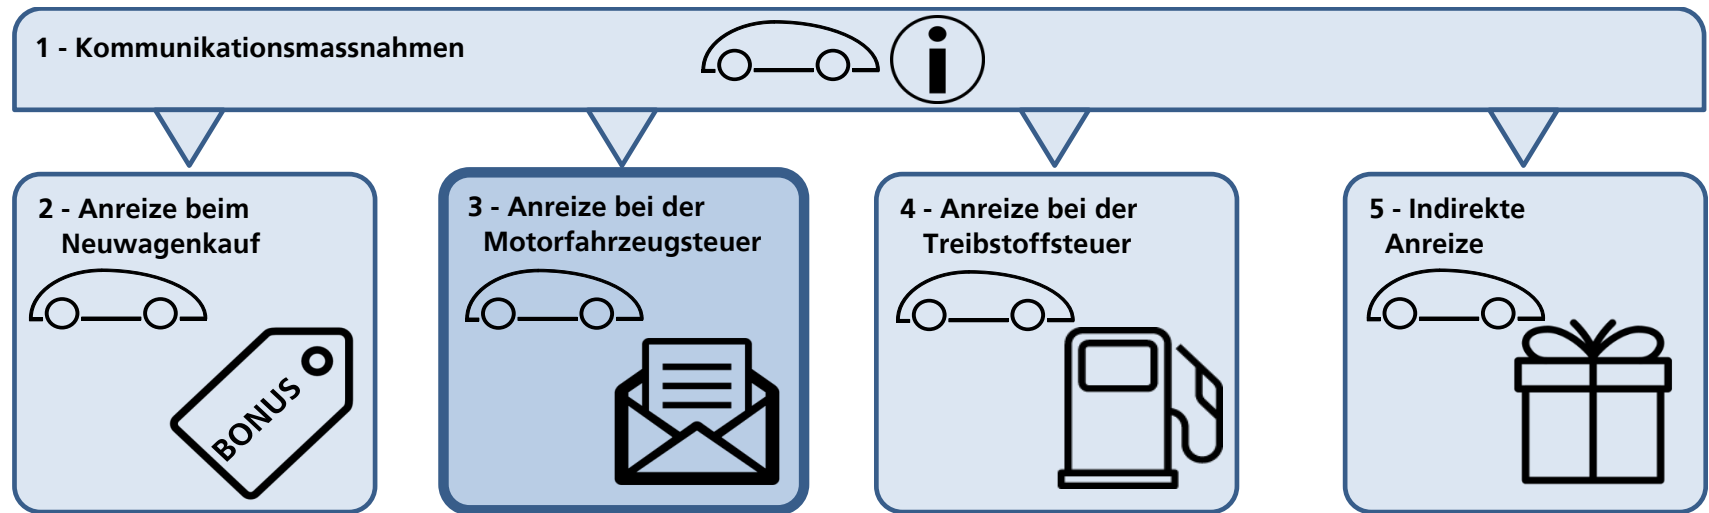 1 - Kommunikationsmassnahmen
2 - Anreize beim
Neuwagenkauf
BONUS
3 - Anreize bei der
Motorfahrzeugsteuer
4 - Anreize bei der
Treibstoffsteuer
5 - Indirekte
Anreize